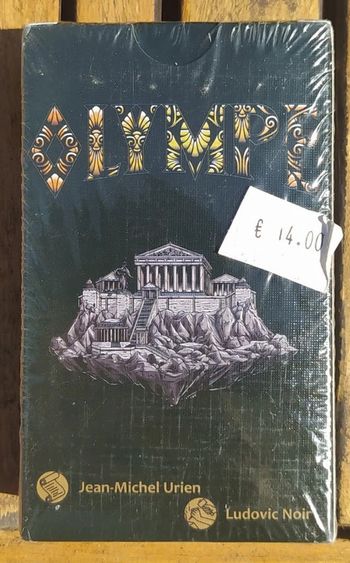 OLYMPE
€ 14.00
Jean-Michel Urien
Ludovic Noir